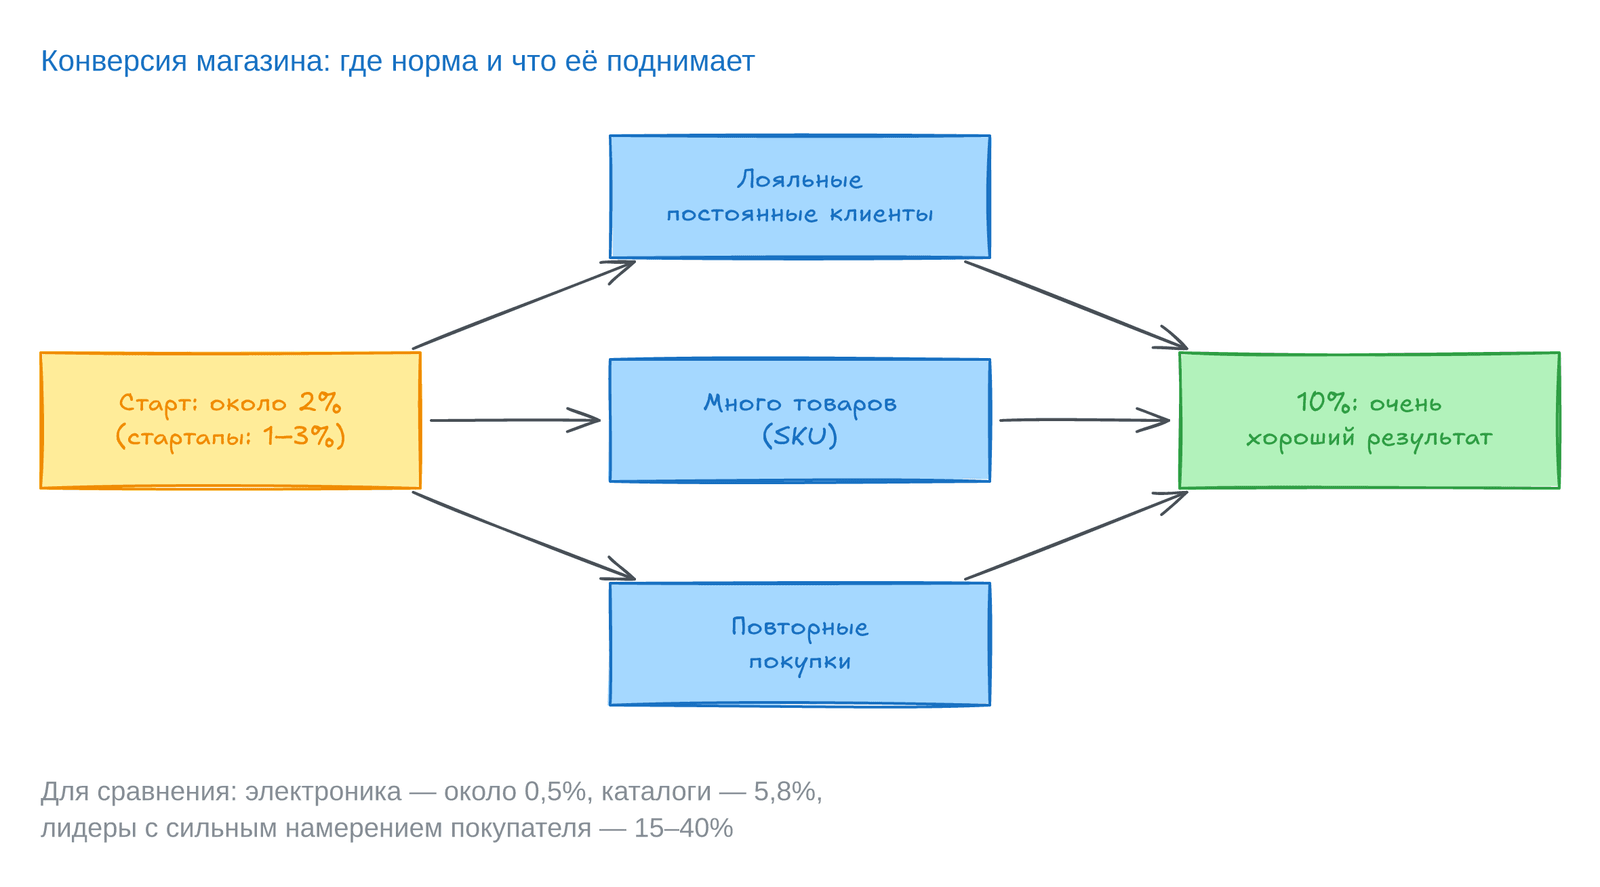 Конверсия магазина: где норма и что её поднимает
Лояльные
постоянные клиенты
Старт: около 2%
(стартапы: 1–3%)
Много товаров
(SKU)
10%: очень
хороший результат
Повторные
покупки
Для сравнения: электроника — около 0,5%, каталоги — 5,8%,
лидеры с сильным намерением покупателя — 15–40%